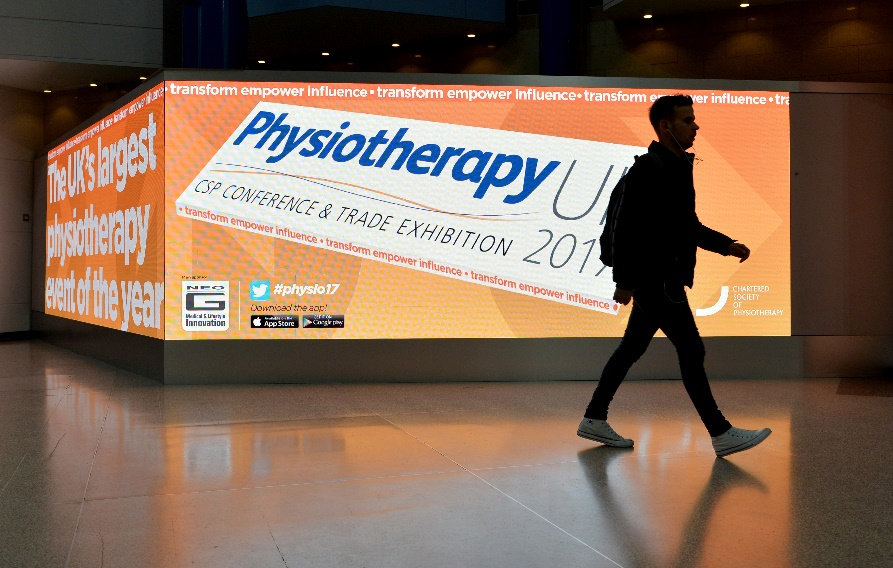 transform empower influence • transform empower influence • transform empower influence • tra
The UK's largest
physiotherapy
event of the year
Physiotherapy U
CSP CONFERENCE & TRADE EXHIBITION 2017
• transform empower influence • transform empower influence • transform empower influence •
NEO
G
Medical & Lifestyle
Innovation
#physio17
Download the app!
App Store
Google play
CHARTERED
SOCIETY
OF
PHYSIOTHERAPY